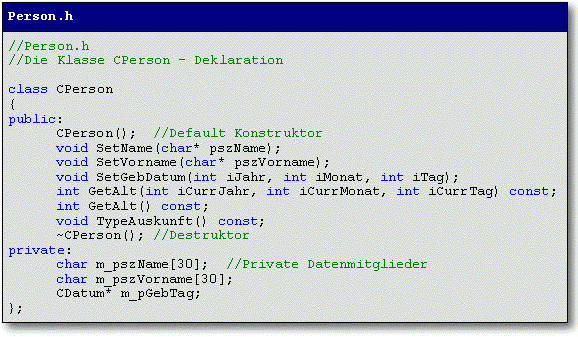 Person.h
//Person.h
//Die Klasse CPerson - Deklaration
class CPerson
{
public:
CPerson(); //Default Konstruktor
void SetName(char* pszName);
void SetVorname(char* pszVorname);
void SetGebDatum(int iJahr, int iMonat, int iTag);
int GetAlt(int iCurrJahr, int iCurrMonat, int iCurrTag) const;
int GetAlt() const;
void TypeAuskunft() const;
~CPerson(); //Destruktor
private:
char m_pszName[30]; //Private Datenmitglieder
char m_pszVorname[30];
CDatum* m_pGebTag;
};